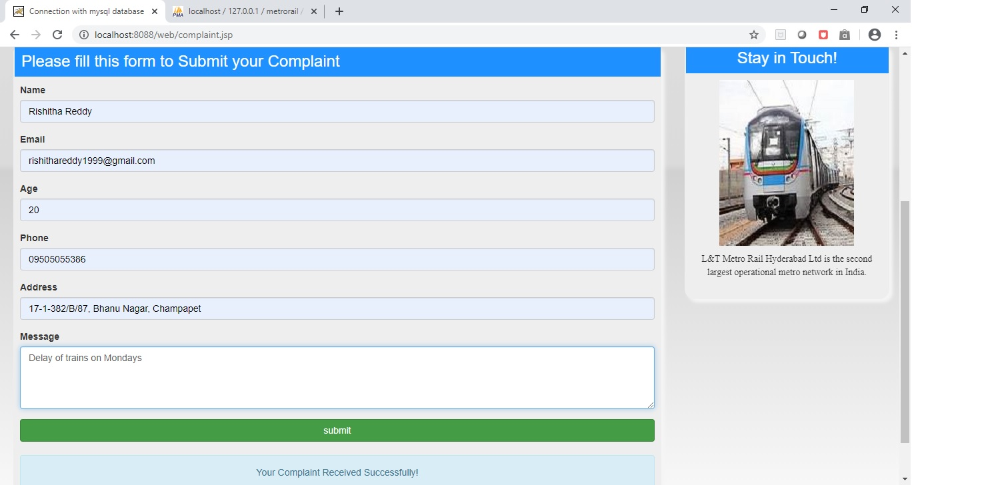 Connection with mysql database
localhost / 127.0.0.1 / metrorail /
localhost:8088/web/complaint.jsp
Please fill this form to Submit your Complaint
Name
Rishitha Reddy
Email
rishithareddy1999@gmail.com
Age
20
Phone
09505055386
Address
17-1-382/B/87, Bhanu Nagar, Champapet
Message
Delay of trains on Mondays
submit
Your Complaint Received Successfully!
Stay in Touch!
L&T Metro Rail Hyderabad Ltd is the second
largest operational metro network in India.